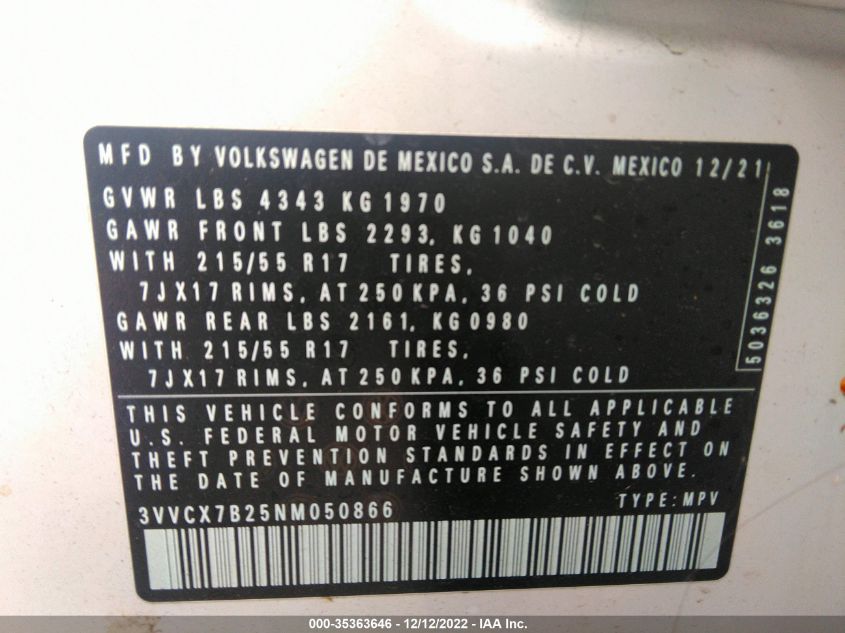 MFD BY VOLKSWAGEN DE MEXICO S.A. DE C.V. MEXICO 12/21
GVWR LBS 4343 KG 1970
GAWR FRONT LBS 2293, KG 1040
WITH 215/55 R17 TIRES,
7JX17 RIMS, AT 250 KPA, 36 PSI COLD
GAWR REAR LBS 2161, KG 0980
WITH 215/55 R17 TIRES,
7JX17 RIMS, AT 250 KPA, 36 PSI COLD
5036326 3618
THIS VEHICLE CONFORMS TO ALL APPLICABLE
U.S. FEDERAL MOTOR VEHICLE SAFETY AND
THEFT PREVENTION STANDARDS IN EFFECT ON
THE DATE OF MANUFACTURE SHOWN ABOVE.
3VVCX7B25NM050866 TYPE: MPV
000-35363646 - 12/12/2022 - IAA Inc.